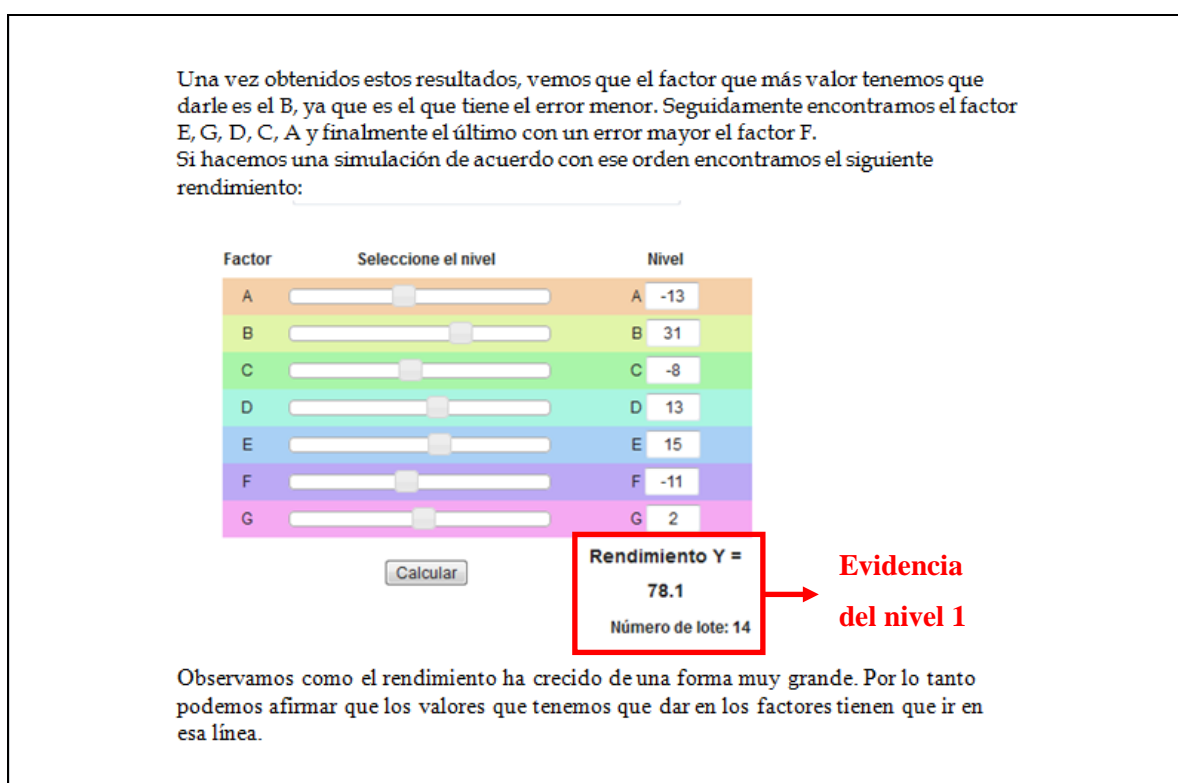 Una vez obtenidos estos resultados, vemos que el factor que más valor tenemos que
darle es el B, ya que es el que tiene el error menor. Seguidamente encontramos el factor
E, G, D, C, A y finalmente el último con un error mayor el factor F.
Si hacemos una simulación de acuerdo con ese orden encontramos el siguiente
rendimiento:
Factor Seleccione el nivel Nivel
A A -13
B B 31
C C -8
D D 13
E E 15
F F -11
G G 2
Calcular
Rendimiento Y =
78.1
Número de lote: 14
Evidencia
del nivel 1
Observamos como el rendimiento ha crecido de una forma muy grande. Por lo tanto
podemos afirmar que los valores que tenemos que dar en los factores tienen que ir en
esa línea.